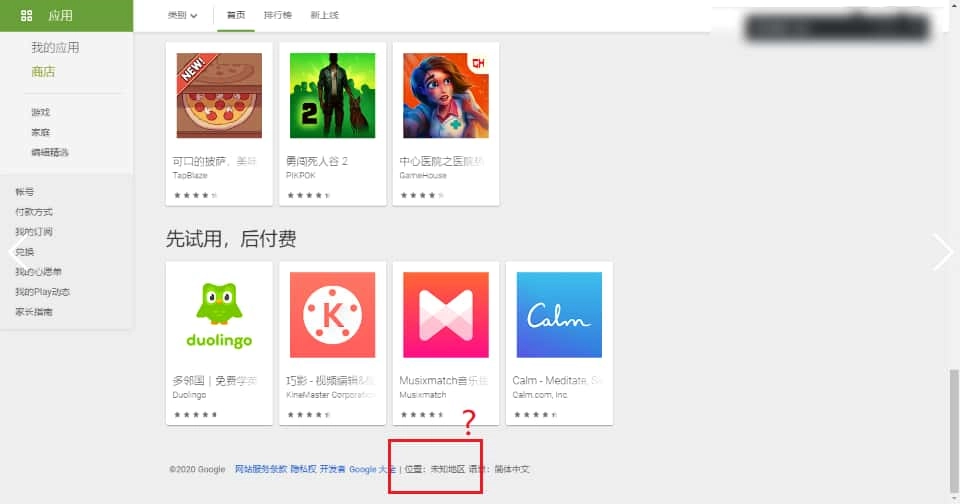 应用
类别
首页
排行榜
新上线
我的应用
商店
游戏
家庭
编辑精选
帐号
付款方式
我的订阅
兑换
我的心愿单
我的Play动态
家长指南
NEW!
2
GH
可口的披萨，美味
TapBlaze
勇闯死人谷 2
PIKPOK
中心医院之医院热
GameHouse
先试用，后付费
duolingo
K
Calm
多邻国｜免费学英
Duolingo
巧影 - 视频编辑&
KineMaster Corporation
Musixmatch音乐
Musixmatch
Calm - Meditate,
Calm.com, Inc.
?
©2020 Google 网站服务条款 隐私权 开发者 Google 大全 | 位置：未知地区 语言：简体中文